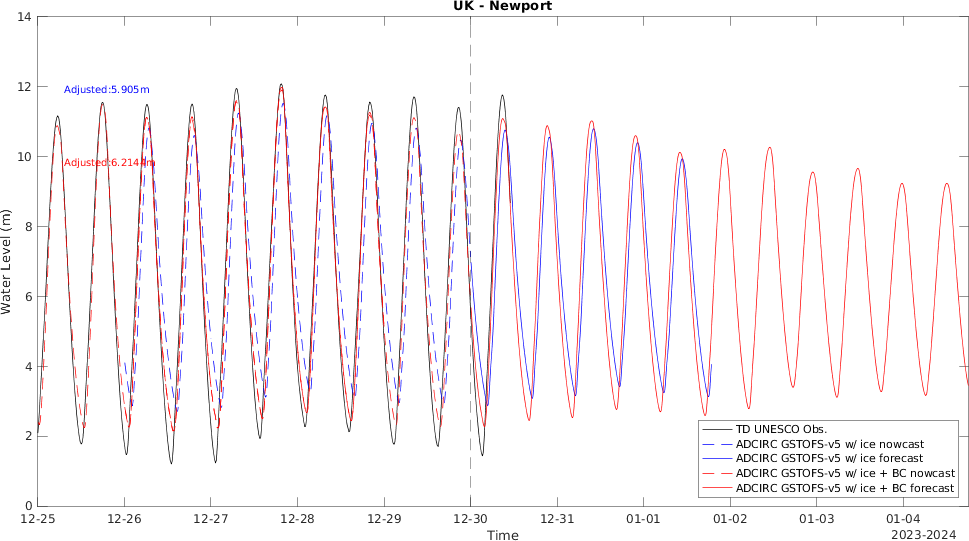 UK - Newport
14
12
10
8
6
4
2
0
Water Level (m)
Adjusted:5.905m
Adjusted:6.2144m
12-25 12-26 12-27 12-28 12-29 12-30 12-31 01-01 01-02 01-03 01-04
Time
2023-2024
TD UNESCO Obs.
ADCIRC GSTOFS-v5 w/ ice nowcast
ADCIRC GSTOFS-v5 w/ ice forecast
ADCIRC GSTOFS-v5 w/ ice + BC nowcast
ADCIRC GSTOFS-v5 w/ ice + BC forecast